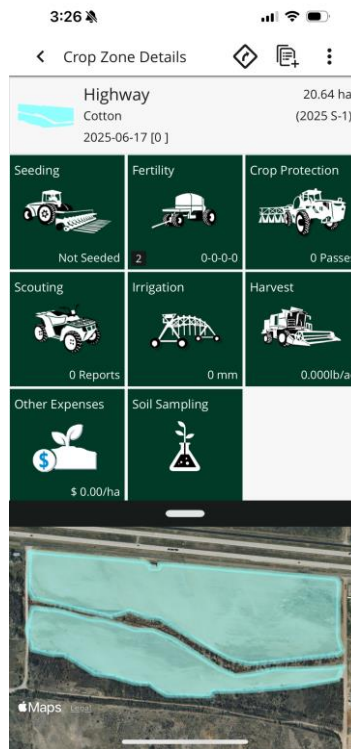 3:26
Crop Zone Details
Highway
20.64 ha
Cotton
(2025 S-1)
2025-06-17 [0 ]
Seeding
Fertility
Crop Protection
Not Seeded
2
0-0-0-0
0 Passe
Scouting
Irrigation
Harvest
0 Reports
0 mm
0.000lb/a
Other Expenses
Soil Sampling
$
$ 0.00/ha
Maps
Legal